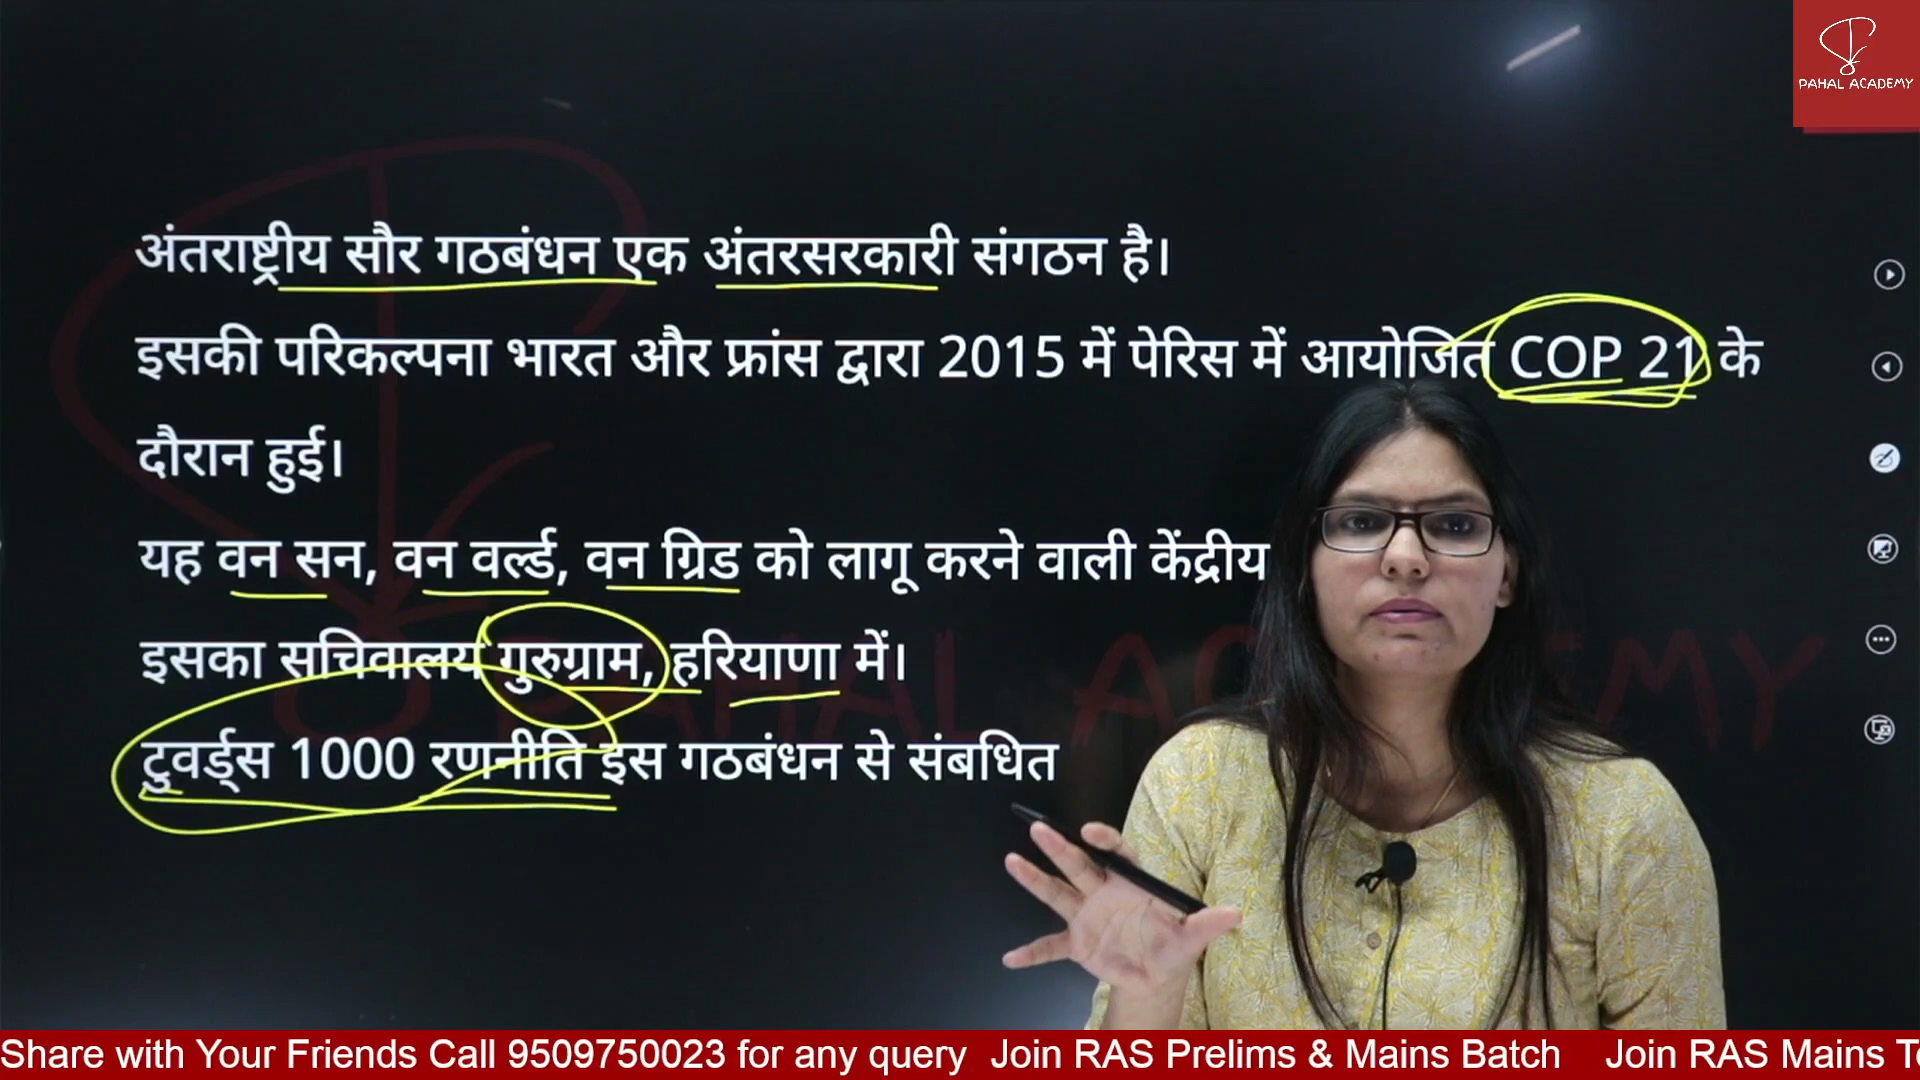 PAHAL ACADEMY
अंतराष्ट्रीय सौर गठबंधन एक अंतरसरकारी संगठन है।
इसकी परिकल्पना भारत और फ्रांस द्वारा 2015 में पेरिस में आयोजित COP 21 के
दौरान हुई।
यह वन सन, वन वर्ल्ड, वन ग्रिड को लागू करने वाली केंद्रीय
इसका सचिवालय गुरुग्राम, हरियाणा में।
टुवर्ड्स 1000 रणनीति इस गठबंधन से संबधित
PAHAL ACADEMY
Share with Your Friends Call 9509750023 for any query Join RAS Prelims & Mains Batch Join RAS Mains